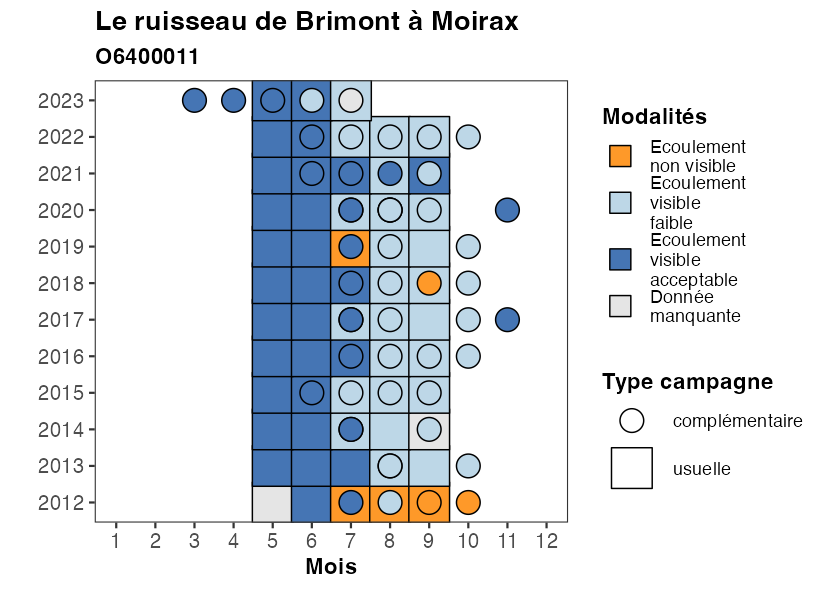 Le ruisseau de Brimont à Moirax
O6400011
2023
2022
2021
2020
2019
2018
2017
2016
2015
2014
2013
2012
1 2 3 4 5 6 7 8 9 10 11 12
Mois
Modalités
Ecoulement
non visible
Ecoulement
visible
faible
Ecoulement
visible
acceptable
Donnée
manquante
Type campagne
complémentaire
usuelle